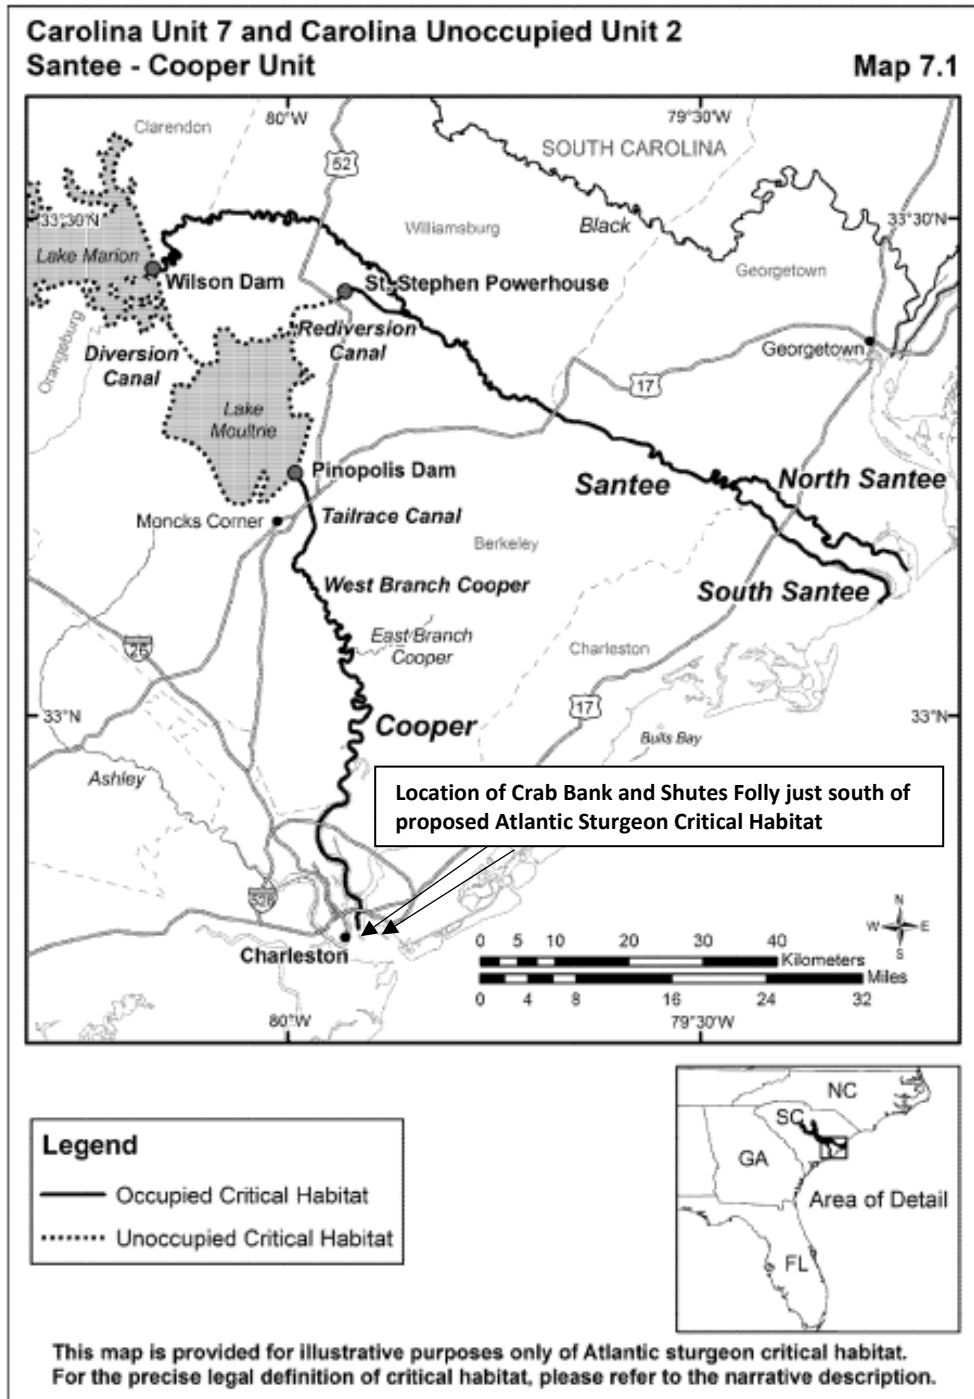 Carolina Unit 7 and Carolina Unoccupied Unit 2
Santee - Cooper Unit
Map 7.1
80°W
79°30'W
Clarendon
52
SOUTH CAROLINA
33°30'N
33°30'N
Williamsburg
Black
Lake Marion
Georgetown
Wilson Dam
St. Stephen Powerhouse
Orangeburg
Rediversion
Canal
Diversion
Canal
Georgetown
17
Lake
Moultrie
Pinopolis Dam
Santee
North Santee
Moncks Corner
Tailrace Canal
Berkeley
West Branch Cooper
South Santee
East Branch
Cooper
Charleston
26
17
33°N
33°N
Cooper
Bulls Bay
Ashley
Location of Crab Bank and Shutes Folly just south of
proposed Atlantic Sturgeon Critical Habitat
526
N
W
E
S
Charleston
0 5 10 20 30 40
Kilometers
Miles
0 4 8 16 24 32
80°W
79°30'W
Legend
Occupied Critical Habitat
Unoccupied Critical Habitat
NC
SC
GA
Area of Detail
FL
This map is provided for illustrative purposes only of Atlantic sturgeon critical habitat.
For the precise legal definition of critical habitat, please refer to the narrative description.